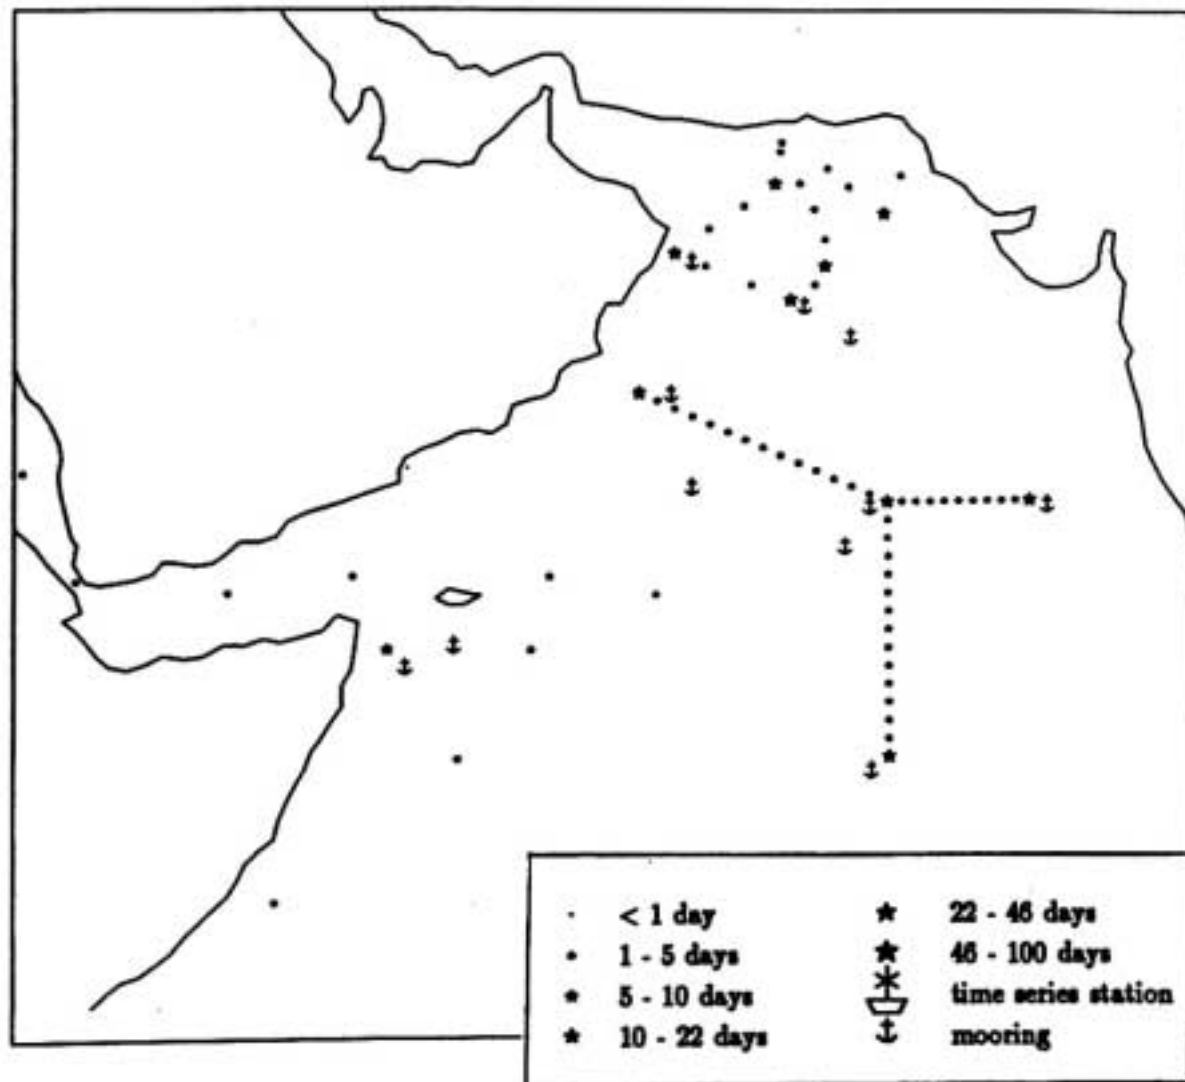 < 1 day
1 - 5 days
5 - 10 days
10 - 22 days
22 - 46 days
46 - 100 days
time series station
mooring